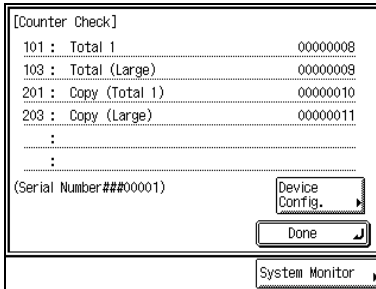 [Counter Check]
101 : Total 1 00000008
103 : Total (Large) 00000009
201 : Copy (Total 1) 00000010
203 : Copy (Large) 00000011
:
:
(Serial Number###00001)
Device
Config.
Done
System Monitor